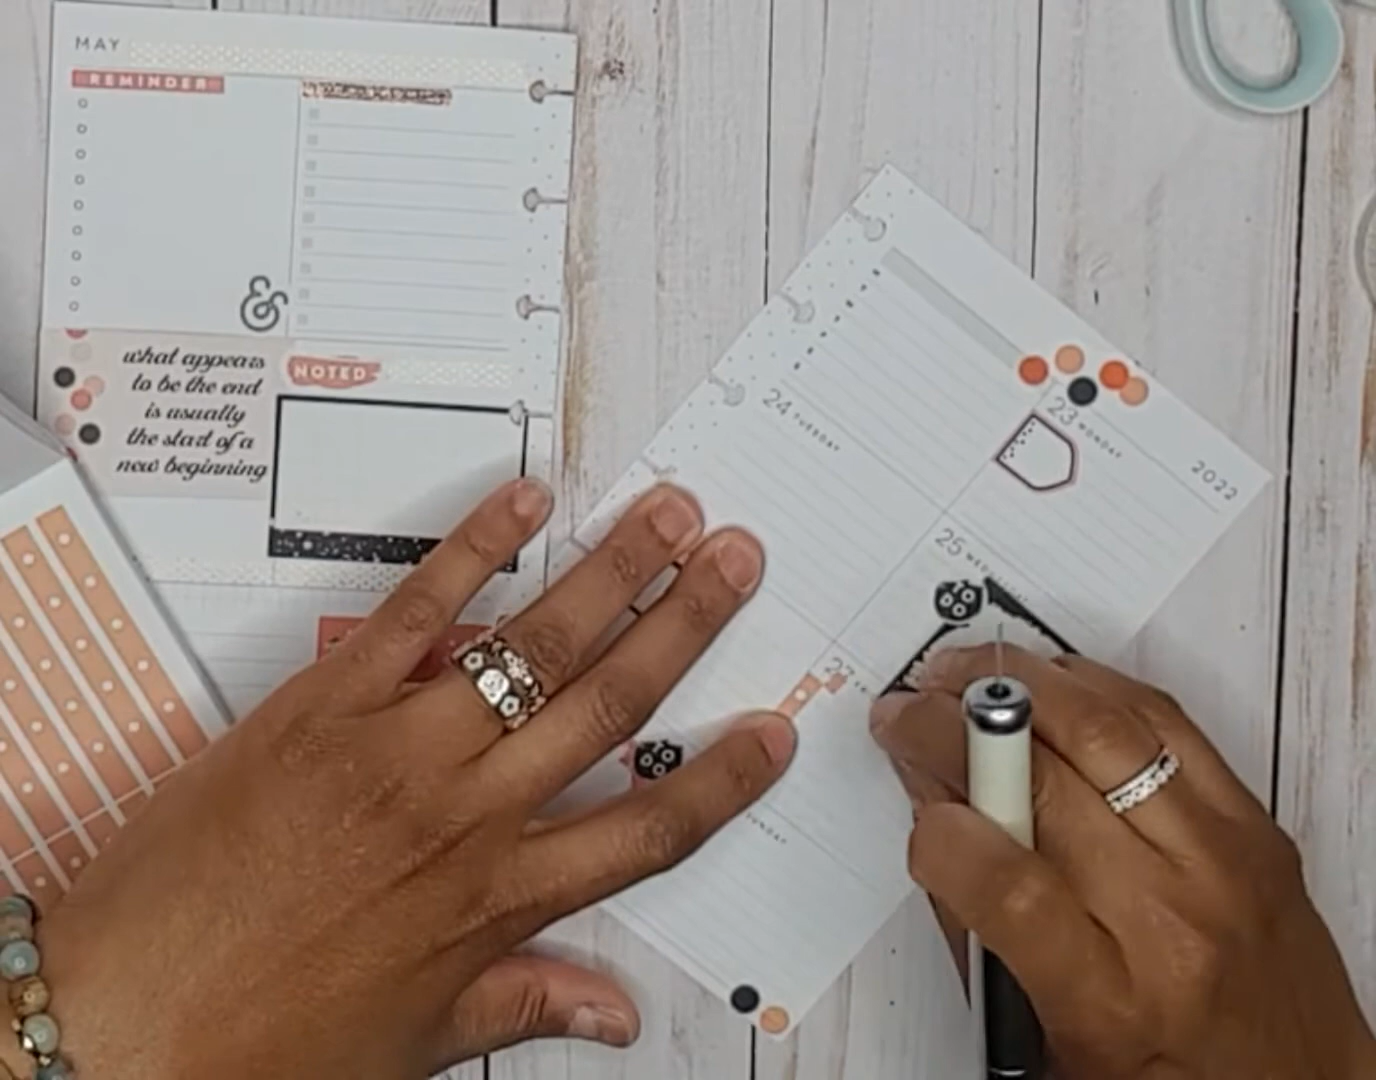 MAY
REMINDER
what appears
to be the end
is usually
the start of a
new beginning
&
NOTED
2022
23 MONDAY
24 TUESDAY
25
27